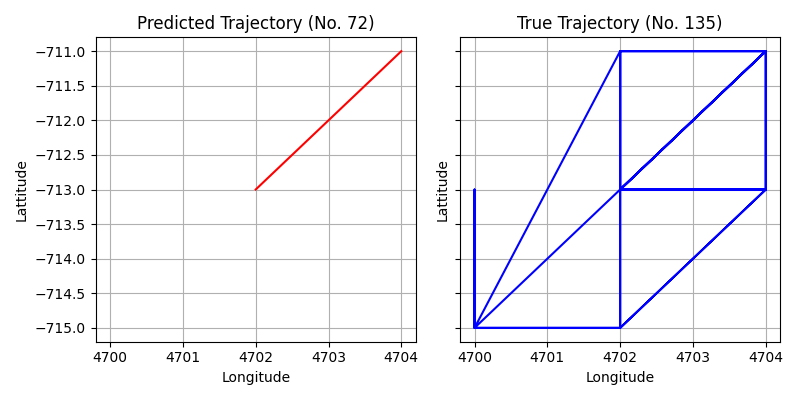 Predicted Trajectory (No. 72)
Lattitude
−711.0
−711.5
−712.0
−712.5
−713.0
−713.5
−714.0
−714.5
−715.0
4700 4701 4702 4703 4704
Longitude
True Trajectory (No. 135)
Lattitude
4700 4701 4702 4703 4704
Longitude